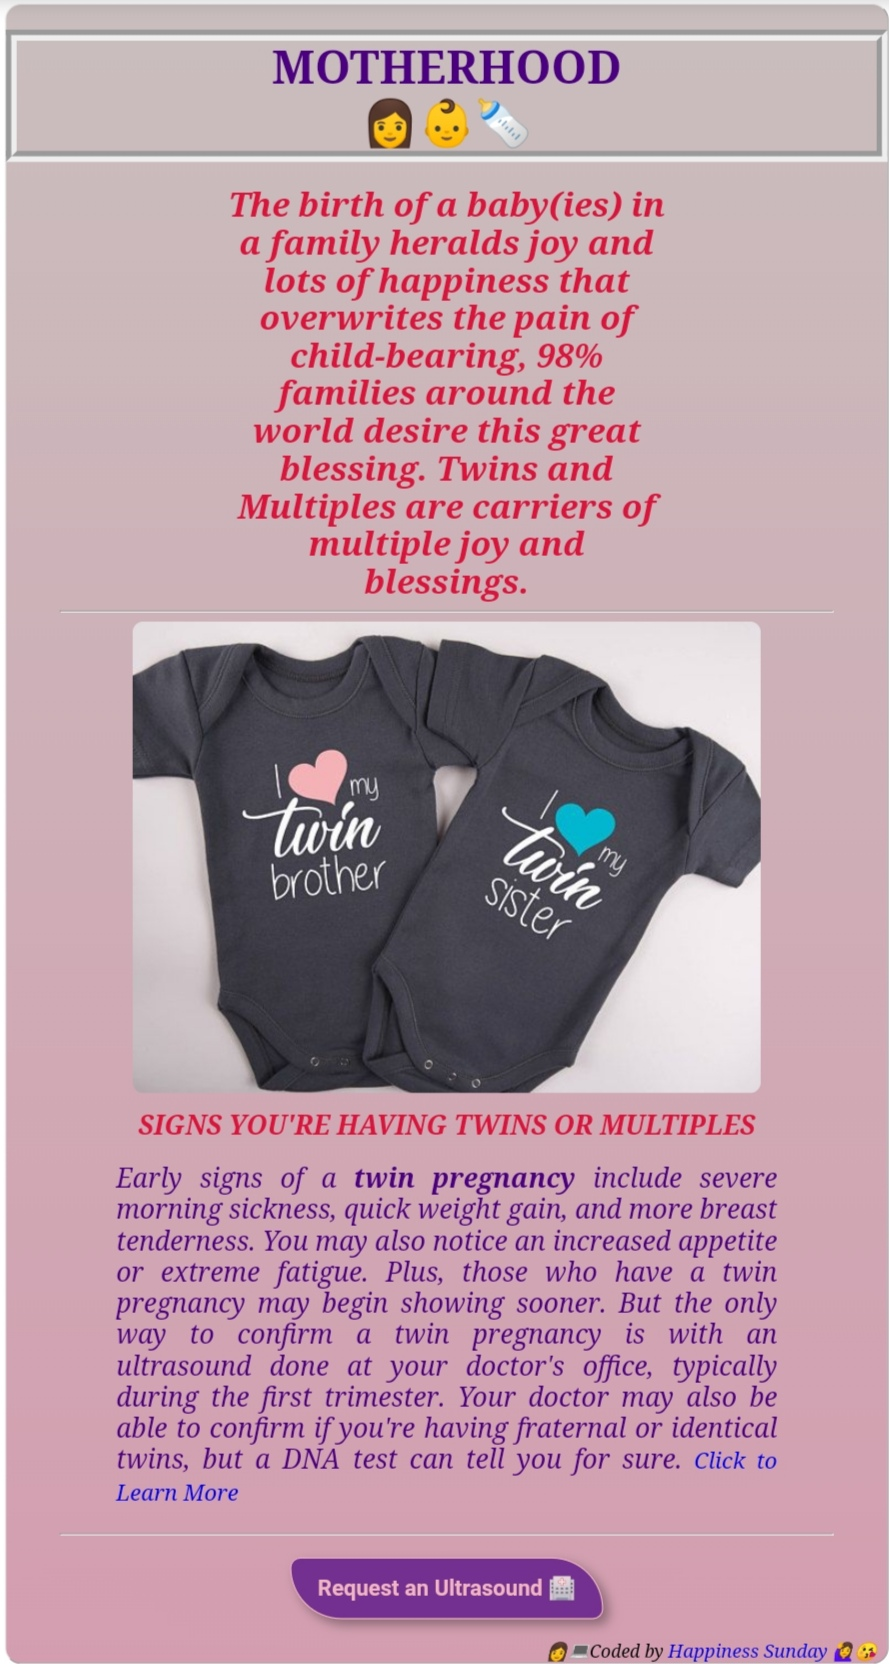 MOTHERHOOD
👩👶🍼
The birth of a baby(ies) in
a family heralds joy and
lots of happiness that
overwrites the pain of
child-bearing, 98%
families around the
world desire this great
blessing. Twins and
Multiples are carriers of
multiple joy and
blessings.
I my
twin
brother
I my
twin
sister
SIGNS YOU'RE HAVING TWINS OR MULTIPLES
Early signs of a twin pregnancy include severe
morning sickness, quick weight gain, and more breast
tenderness. You may also notice an increased appetite
or extreme fatigue. Plus, those who have a twin
pregnancy may begin showing sooner. But the only
way to confirm a twin pregnancy is with an
ultrasound done at your doctor's office, typically
during the first trimester. Your doctor may also be
able to confirm if you're having fraternal or identical
twins, but a DNA test can tell you for sure. Click to
Learn More
Request an Ultrasound 🏥
👩💻Coded by Happiness Sunday 🙋‍♀️😘